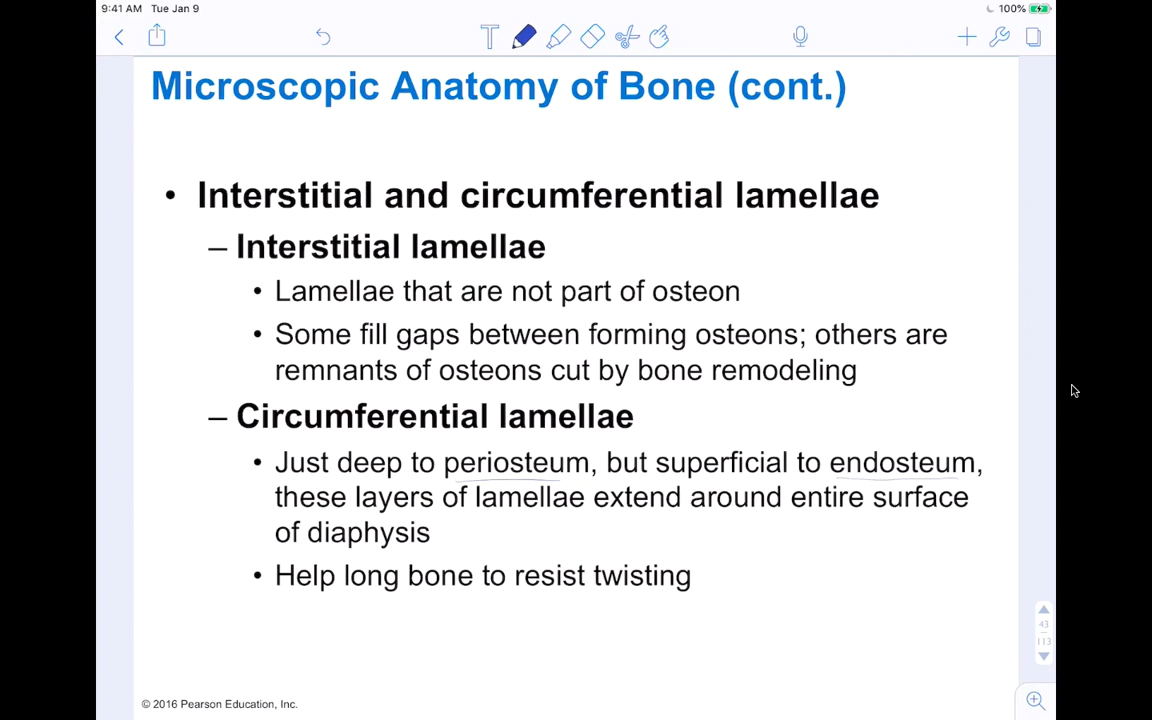 9:41 AM Tue Jan 9 100%
T
Microscopic Anatomy of Bone (cont.)
• Interstitial and circumferential lamellae
– Interstitial lamellae
• Lamellae that are not part of osteon
• Some fill gaps between forming osteons; others are
remnants of osteons cut by bone remodeling
– Circumferential lamellae
• Just deep to periosteum, but superficial to endosteum,
these layers of lamellae extend around entire surface
of diaphysis
• Help long bone to resist twisting
43
113
© 2016 Pearson Education, Inc.